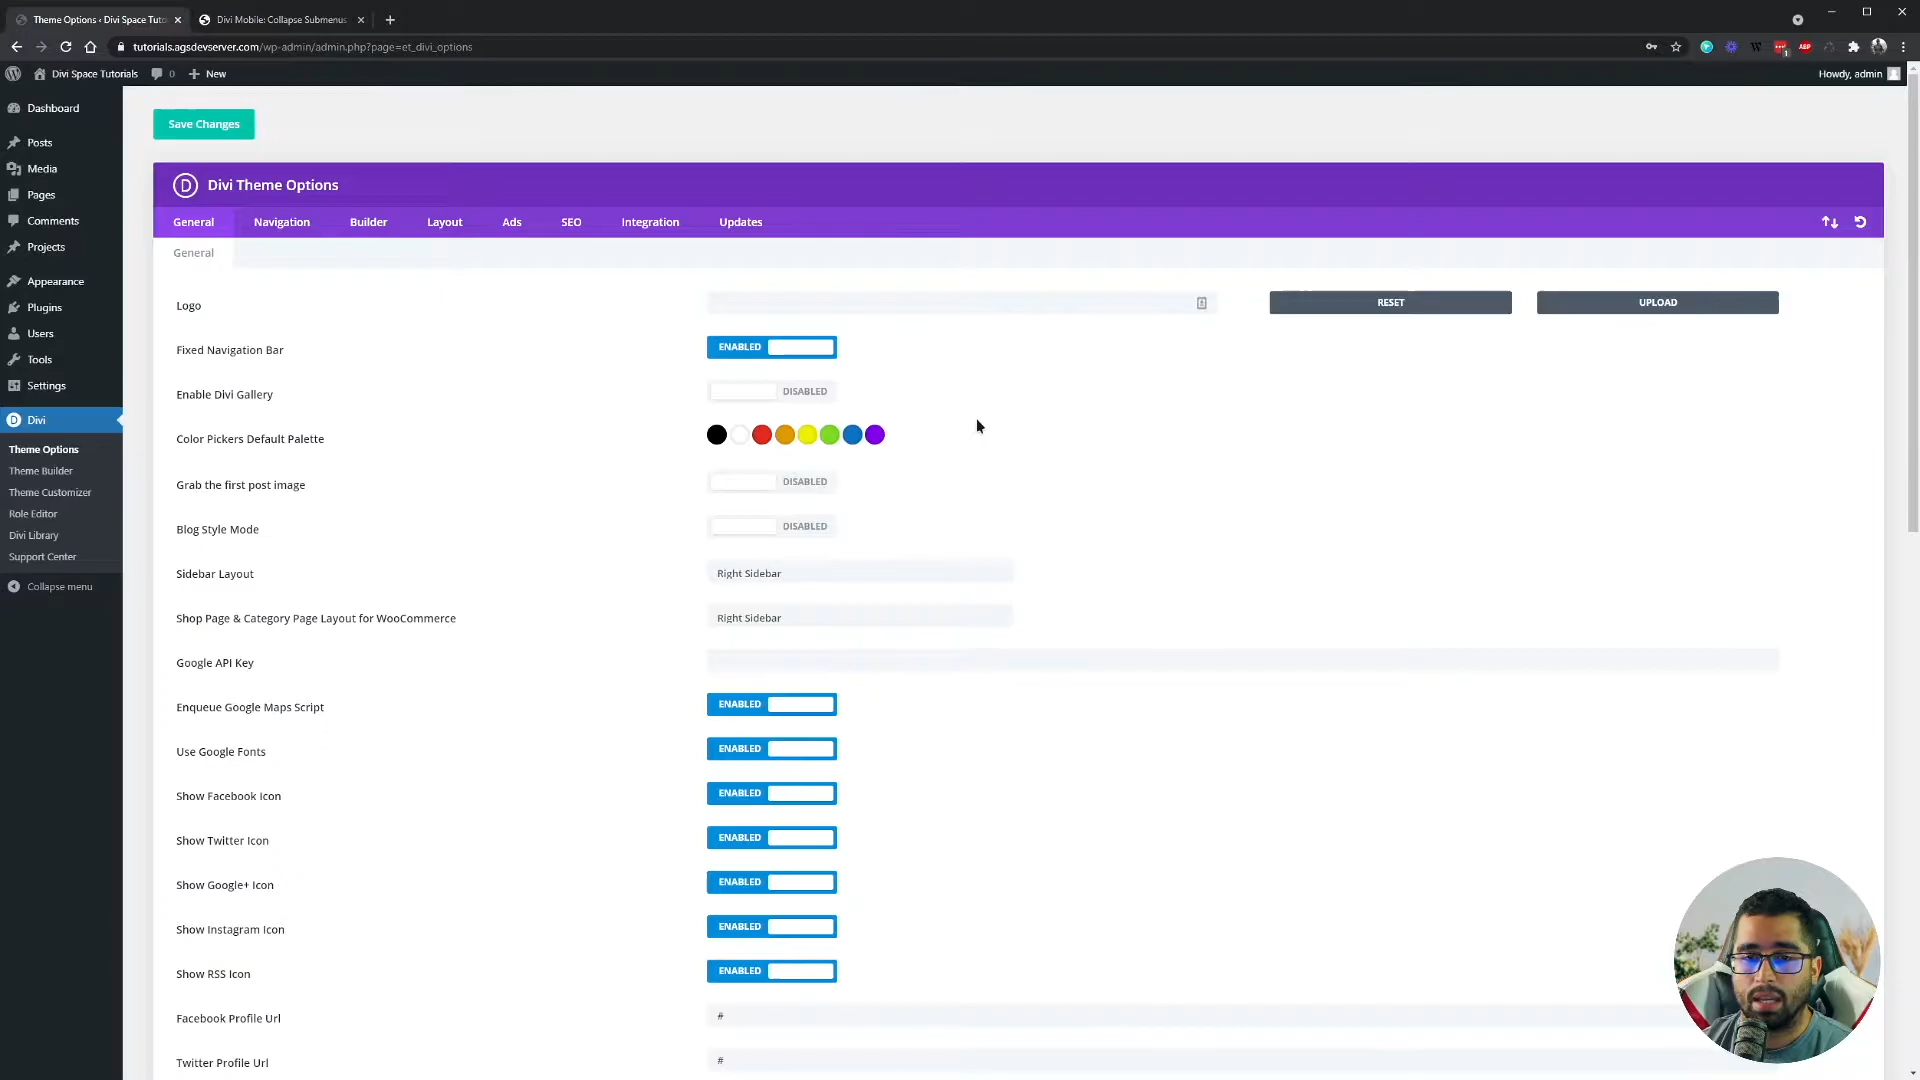 Theme Options ‹ Divi Space Tuto
Divi Mobile: Collapse Submenus
tutorials.agsdevserver.com/wp-admin/admin.php?page=et_divi_options
W
ABP
1
Divi Space Tutorials
0
New
Howdy, admin
Dashboard
Posts
Media
Pages
Comments
Projects
Appearance
Plugins
Users
Tools
Settings
D Divi
Theme Options
Theme Builder
Theme Customizer
Role Editor
Divi Library
Support Center
Collapse menu
Save Changes
D Divi Theme Options
General Navigation Builder Layout Ads SEO Integration Updates
General
Logo RESET UPLOAD
Fixed Navigation Bar ENABLED
Enable Divi Gallery DISABLED
Color Pickers Default Palette
Grab the first post image DISABLED
Blog Style Mode DISABLED
Sidebar Layout Right Sidebar
Shop Page & Category Page Layout for WooCommerce Right Sidebar
Google API Key
Enqueue Google Maps Script ENABLED
Use Google Fonts ENABLED
Show Facebook Icon ENABLED
Show Twitter Icon ENABLED
Show Google+ Icon ENABLED
Show Instagram Icon ENABLED
Show RSS Icon ENABLED
Facebook Profile Url #
Twitter Profile Url #